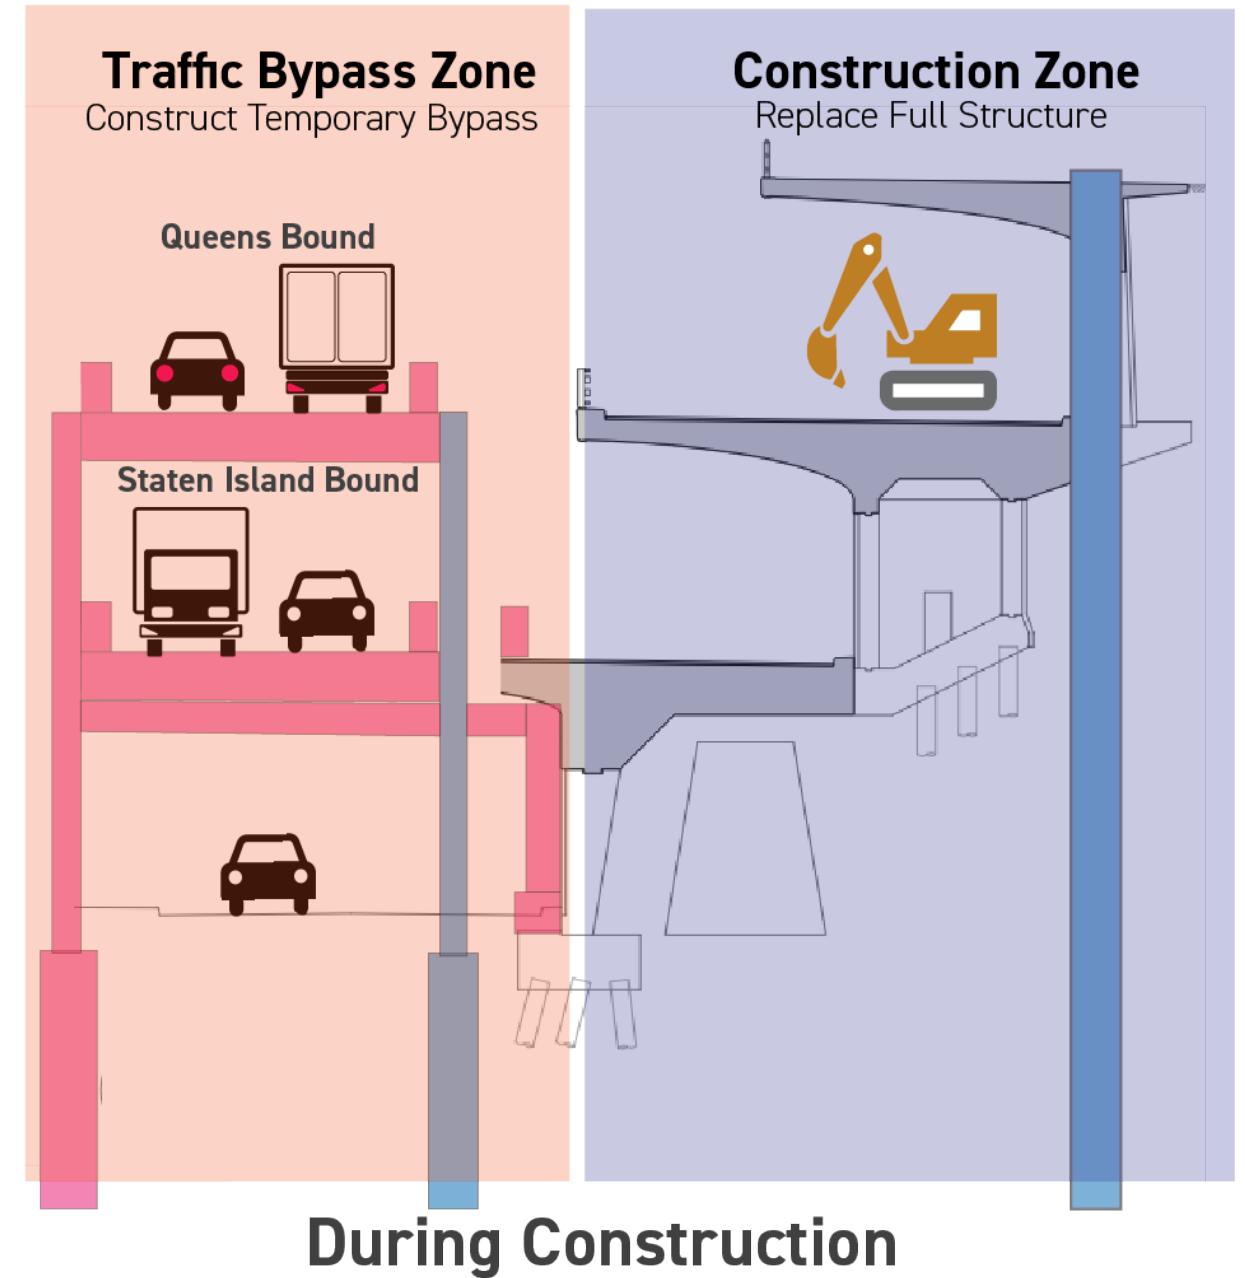 Traffic Bypass Zone
Construct Temporary Bypass
Construction Zone
Replace Full Structure
Queens Bound
Staten Island Bound
During Construction